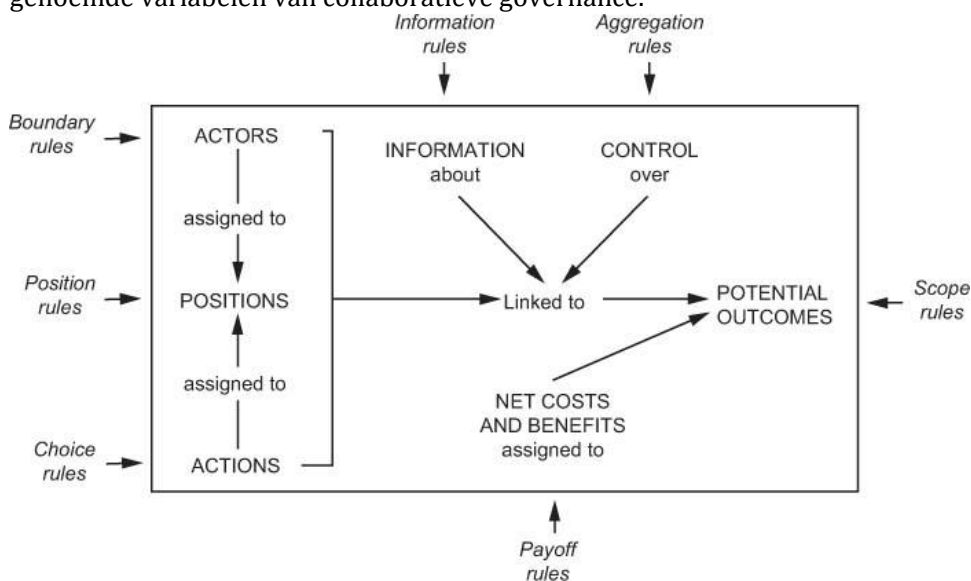 genoemde variabelen van collaboratieve governance.
Information
rules
Aggregation
rules
Boundary
rules
ACTORS
INFORMATION
about
CONTROL
over
assigned to
Position
rules
POSITIONS
Linked to
POTENTIAL
OUTCOMES
Scope
rules
assigned to
NET COSTS
AND BENEFITS
assigned to
Choice
rules
ACTIONS
Payoff
rules